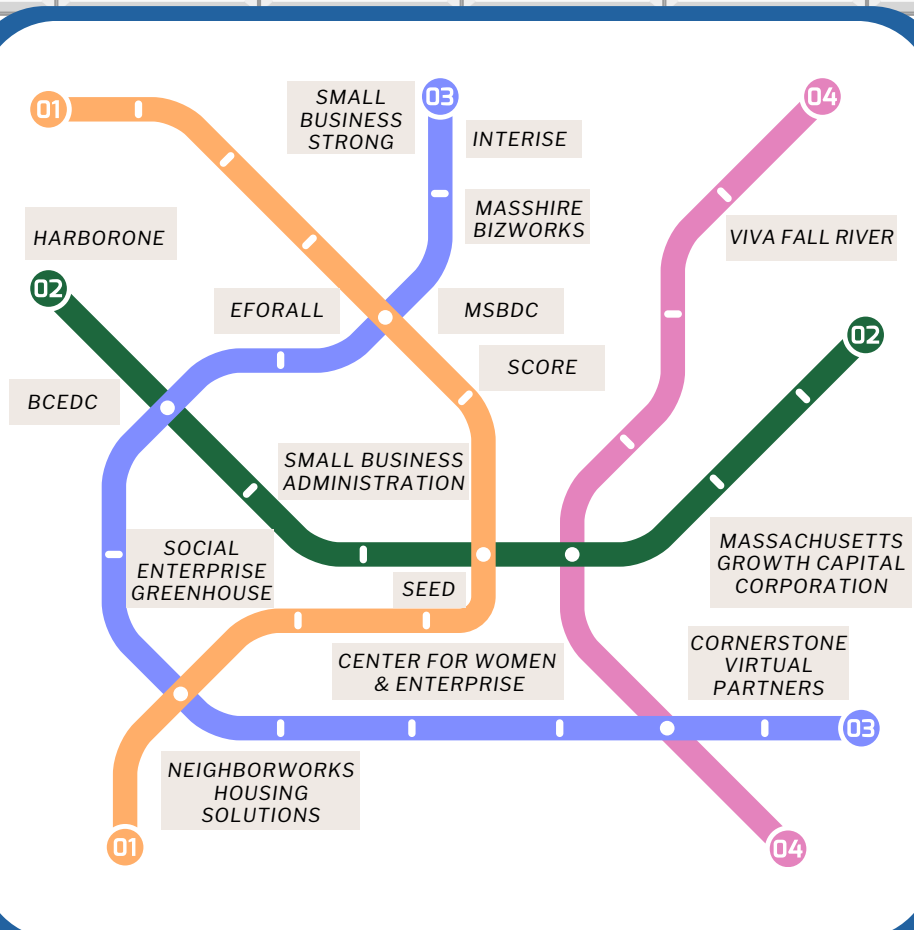 01
SMALL
BUSINESS
STRONG
03
INTERISE
04
MASSHIRE
BIZWORKS
HARBORONE
VIVA FALL RIVER
02
EFORALL
MSBDC
02
SCORE
BCEDC
SMALL BUSINESS
ADMINISTRATION
SOCIAL
ENTERPRISE
GREENHOUSE
MASSACHUSETTS
GROWTH CAPITAL
CORPORATION
SEED
CENTER FOR WOMEN
& ENTERPRISE
CORNERSTONE
VIRTUAL
PARTNERS
03
NEIGHBORWORKS
HOUSING
SOLUTIONS
01
04